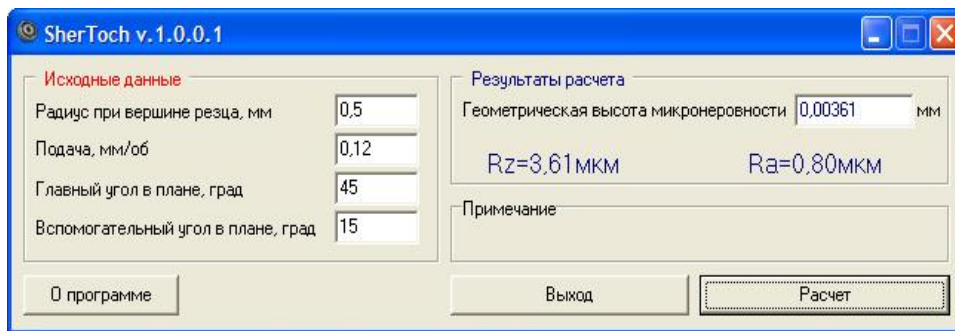 SherToch v.1.0.0.1
Исходные данные
Радиус при вершине резца, мм 0,5
Подача, мм/об 0,12
Главный угол в плане, град 45
Вспомогательный угол в плане, град 15
Результаты расчета
Геометрическая высота микронеровности 0,00361 мм
Rz=3,61мкм Ra=0,80мкм
Примечание
О программе Выход Расчет